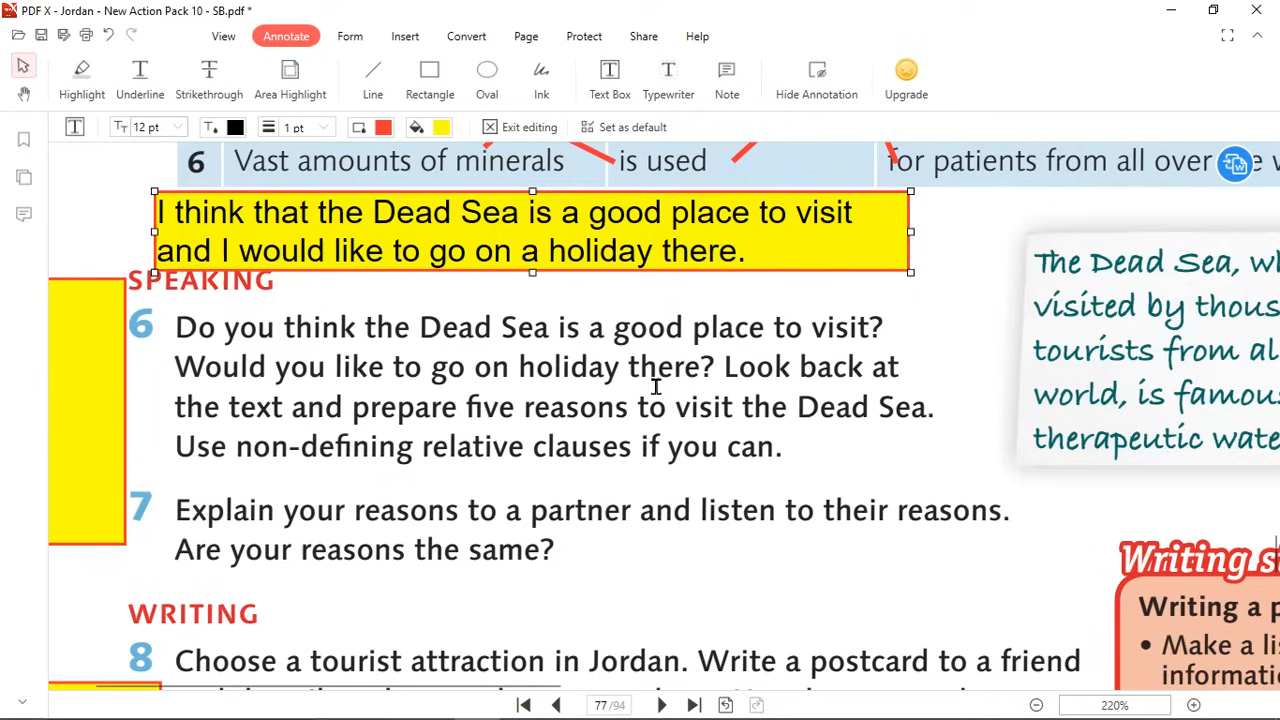 PDF X - Jordan - New Action Pack 10 - SB.pdf *
View Annotate Form Insert Convert Page Protect Share Help
Highlight Underline Strikethrough Area Highlight Line Rectangle Oval Ink Text Box Typewriter Note Hide Annotation Upgrade
12 pt 1 pt Exit editing Set as default
6 Vast amounts of minerals is used for patients from all over
I think that the Dead Sea is a good place to visit
and I would like to go on a holiday there.
SPEAKING
6 Do you think the Dead Sea is a good place to visit?
Would you like to go on holiday there? Look back at
the text and prepare five reasons to visit the Dead Sea.
Use non-defining relative clauses if you can.
7 Explain your reasons to a partner and listen to their reasons.
Are your reasons the same?
WRITING
8 Choose a tourist attraction in Jordan. Write a postcard to a friend
The Dead Sea, wh
visited by thous
tourists from al
world, is famou
therapeutic wate
Writing s
Writing a p
• Make a lis
informatio
77 /94 220%